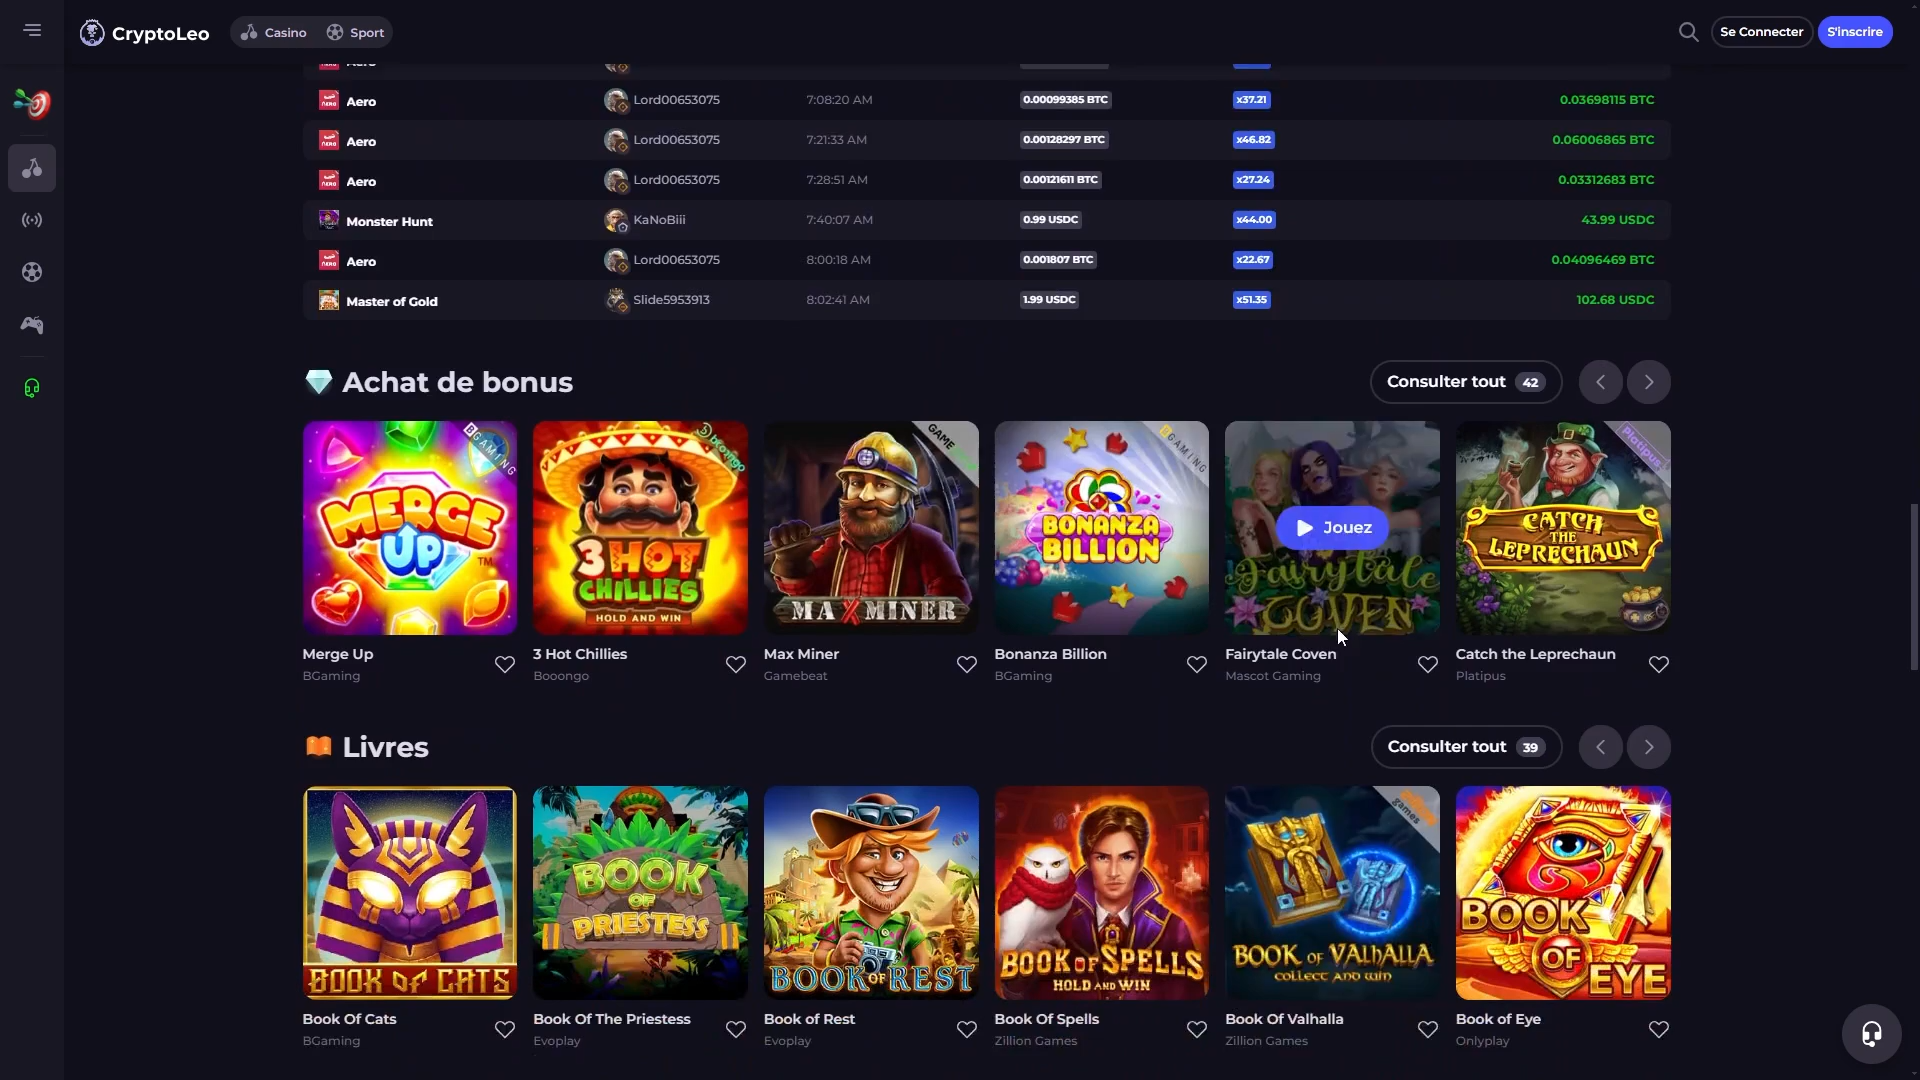 CryptoLeo Casino Sport Se Connecter S'inscrire
Aero Lord00653075 7:08:20 AM 0.00099385 BTC x37.21 0.03698115 BTC
Aero Lord00653075 7:21:33 AM 0.00128297 BTC x46.82 0.06006865 BTC
Aero Lord00653075 7:28:51 AM 0.00121611 BTC x27.24 0.03312683 BTC
Monster Hunt KaNoBiii 7:40:07 AM 0.99 USDC x44.00 43.99 USDC
Aero Lord00653075 8:00:18 AM 0.001807 BTC x22.67 0.04096469 BTC
Master of Gold Slide5953913 8:02:41 AM 1.99 USDC x51.35 102.68 USDC
Achat de bonus Consulter tout 42
BGAMING
MERGE UP™
booongo
3 HOT CHILLIES
HOLD AND WIN
GAME
MAX MINER
BGAMING
BONANZA BILLION
Jouez
Fairytale COVEN
Platipus
CATCH THE LEPRECHAUN
Merge Up 3 Hot Chillies Max Miner Bonanza Billion Fairytale Coven Catch the Leprechaun
BGaming Booongo Gamebeat BGaming Mascot Gaming Platipus
Livres Consulter tout 39
BOOK OF CATS
BOOK OF PRIESTESS
BOOK OF REST
BOOK OF SPELLS
HOLD AND WIN
games
BOOK OF VALHALLA
COLLECT AND WIN
BOOK OF EYE
Book Of Cats Book Of The Priestess Book of Rest Book Of Spells Book Of Valhalla Book of Eye
BGaming Evoplay Evoplay Zillion Games Zillion Games Onlyplay